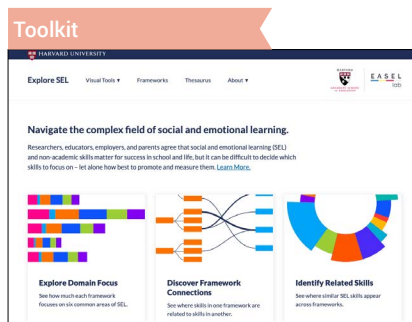 Toolkit
HARVARD UNIVERSITY
Explore SEL
Visual Tools ▾
Frameworks
Thesaurus
About ▾
HARVARD
EASEL
lab
Navigate the complex field of social and emotional learning.
Researchers, educators, employers, and parents agree that social and emotional learning (SEL)
and non-academic skills matter for success in school and life, but it can be difficult to decide which
skills to focus on – let alone how best to promote and measure them. Learn More.
Explore Domain Focus
See how much each framework
focuses on six common areas of SEL.
Discover Framework
Connections
See where skills in one framework are
related to skills in another.
Identify Related Skills
See where similar SEL skills appear
across frameworks.